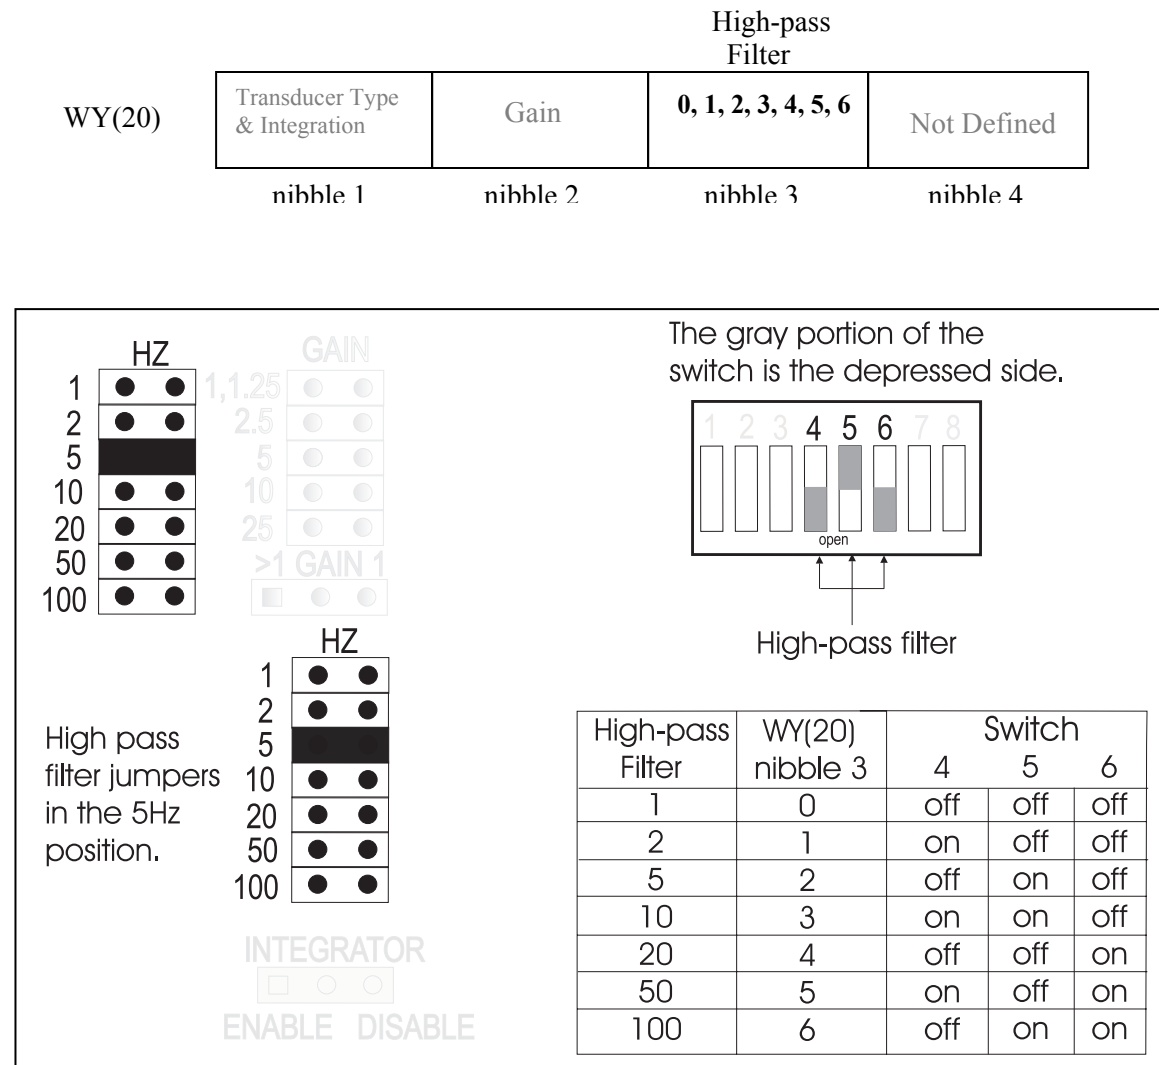 High-pass
Filter
WY(20)
Transducer Type
& Integration
Gain
0, 1, 2, 3, 4, 5, 6
Not Defined
nibble 1 nibble 2 nibble 3 nibble 4
HZ
1
2
5
10
20
50
100
GAIN
1,1.25
2.5
5
10
25
>1 GAIN 1
HZ
1
2
5
10
20
50
100
High pass
filter jumpers
in the 5Hz
position.
INTEGRATOR
ENABLE DISABLE
The gray portion of the
switch is the depressed side.
1 2 3 4 5 6 7 8
open
High-pass filter
High-pass WY(20) Switch
Filter nibble 3 4 5 6
1 0 off off off
2 1 on off off
5 2 off on off
10 3 on on off
20 4 off off on
50 5 on off on
100 6 off on on